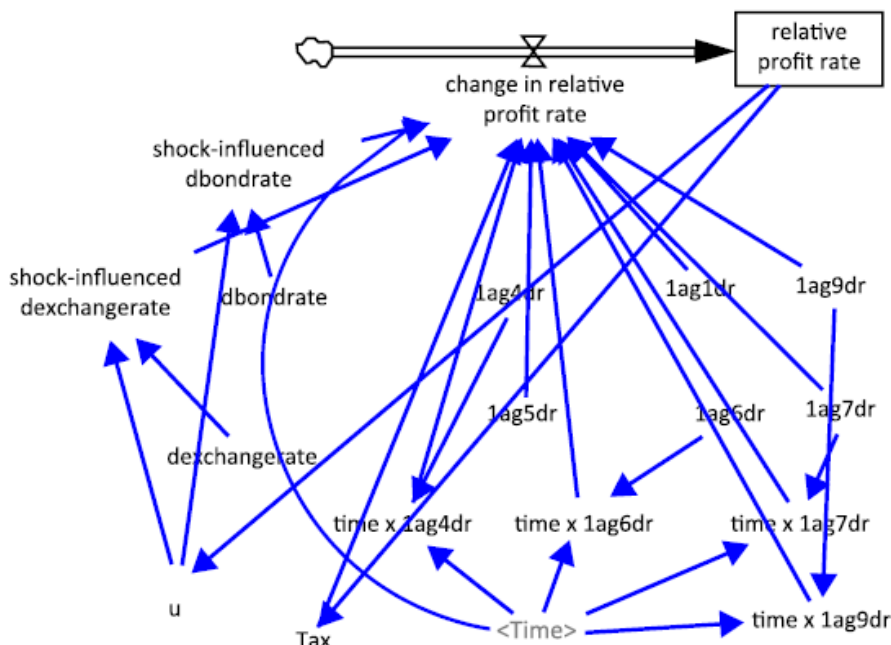 relative
profit rate
change in relative
profit rate
shock-influenced
dbondrate
shock-influenced
dexchangerate
dbondrate
1ag4dr
1ag1dr
1ag9dr
1ag5dr
1ag6dr
1ag7dr
dexchangerate
time x 1ag4dr
time x 1ag6dr
time x 1ag7dr
u
Tax
<Time>
time x 1ag9dr